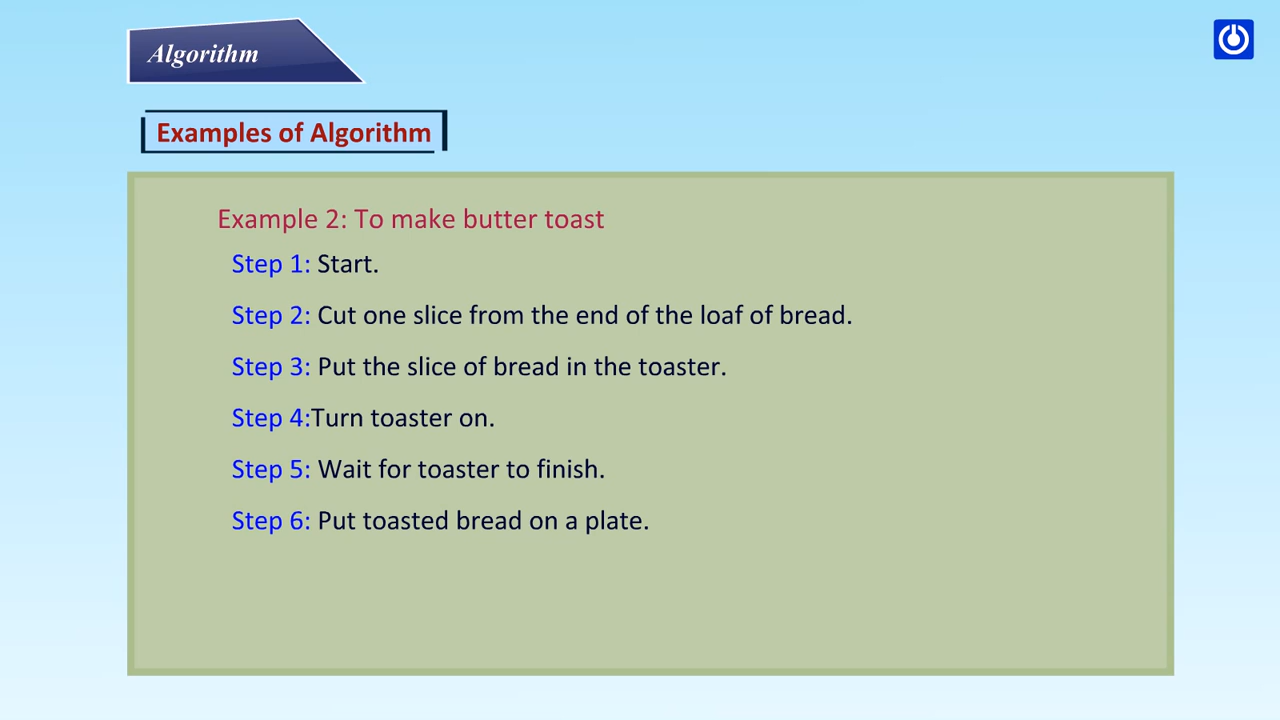 Algorithm
Examples of Algorithm
Example 2: To make butter toast
Step 1: Start.
Step 2: Cut one slice from the end of the loaf of bread.
Step 3: Put the slice of bread in the toaster.
Step 4:Turn toaster on.
Step 5: Wait for toaster to finish.
Step 6: Put toasted bread on a plate.